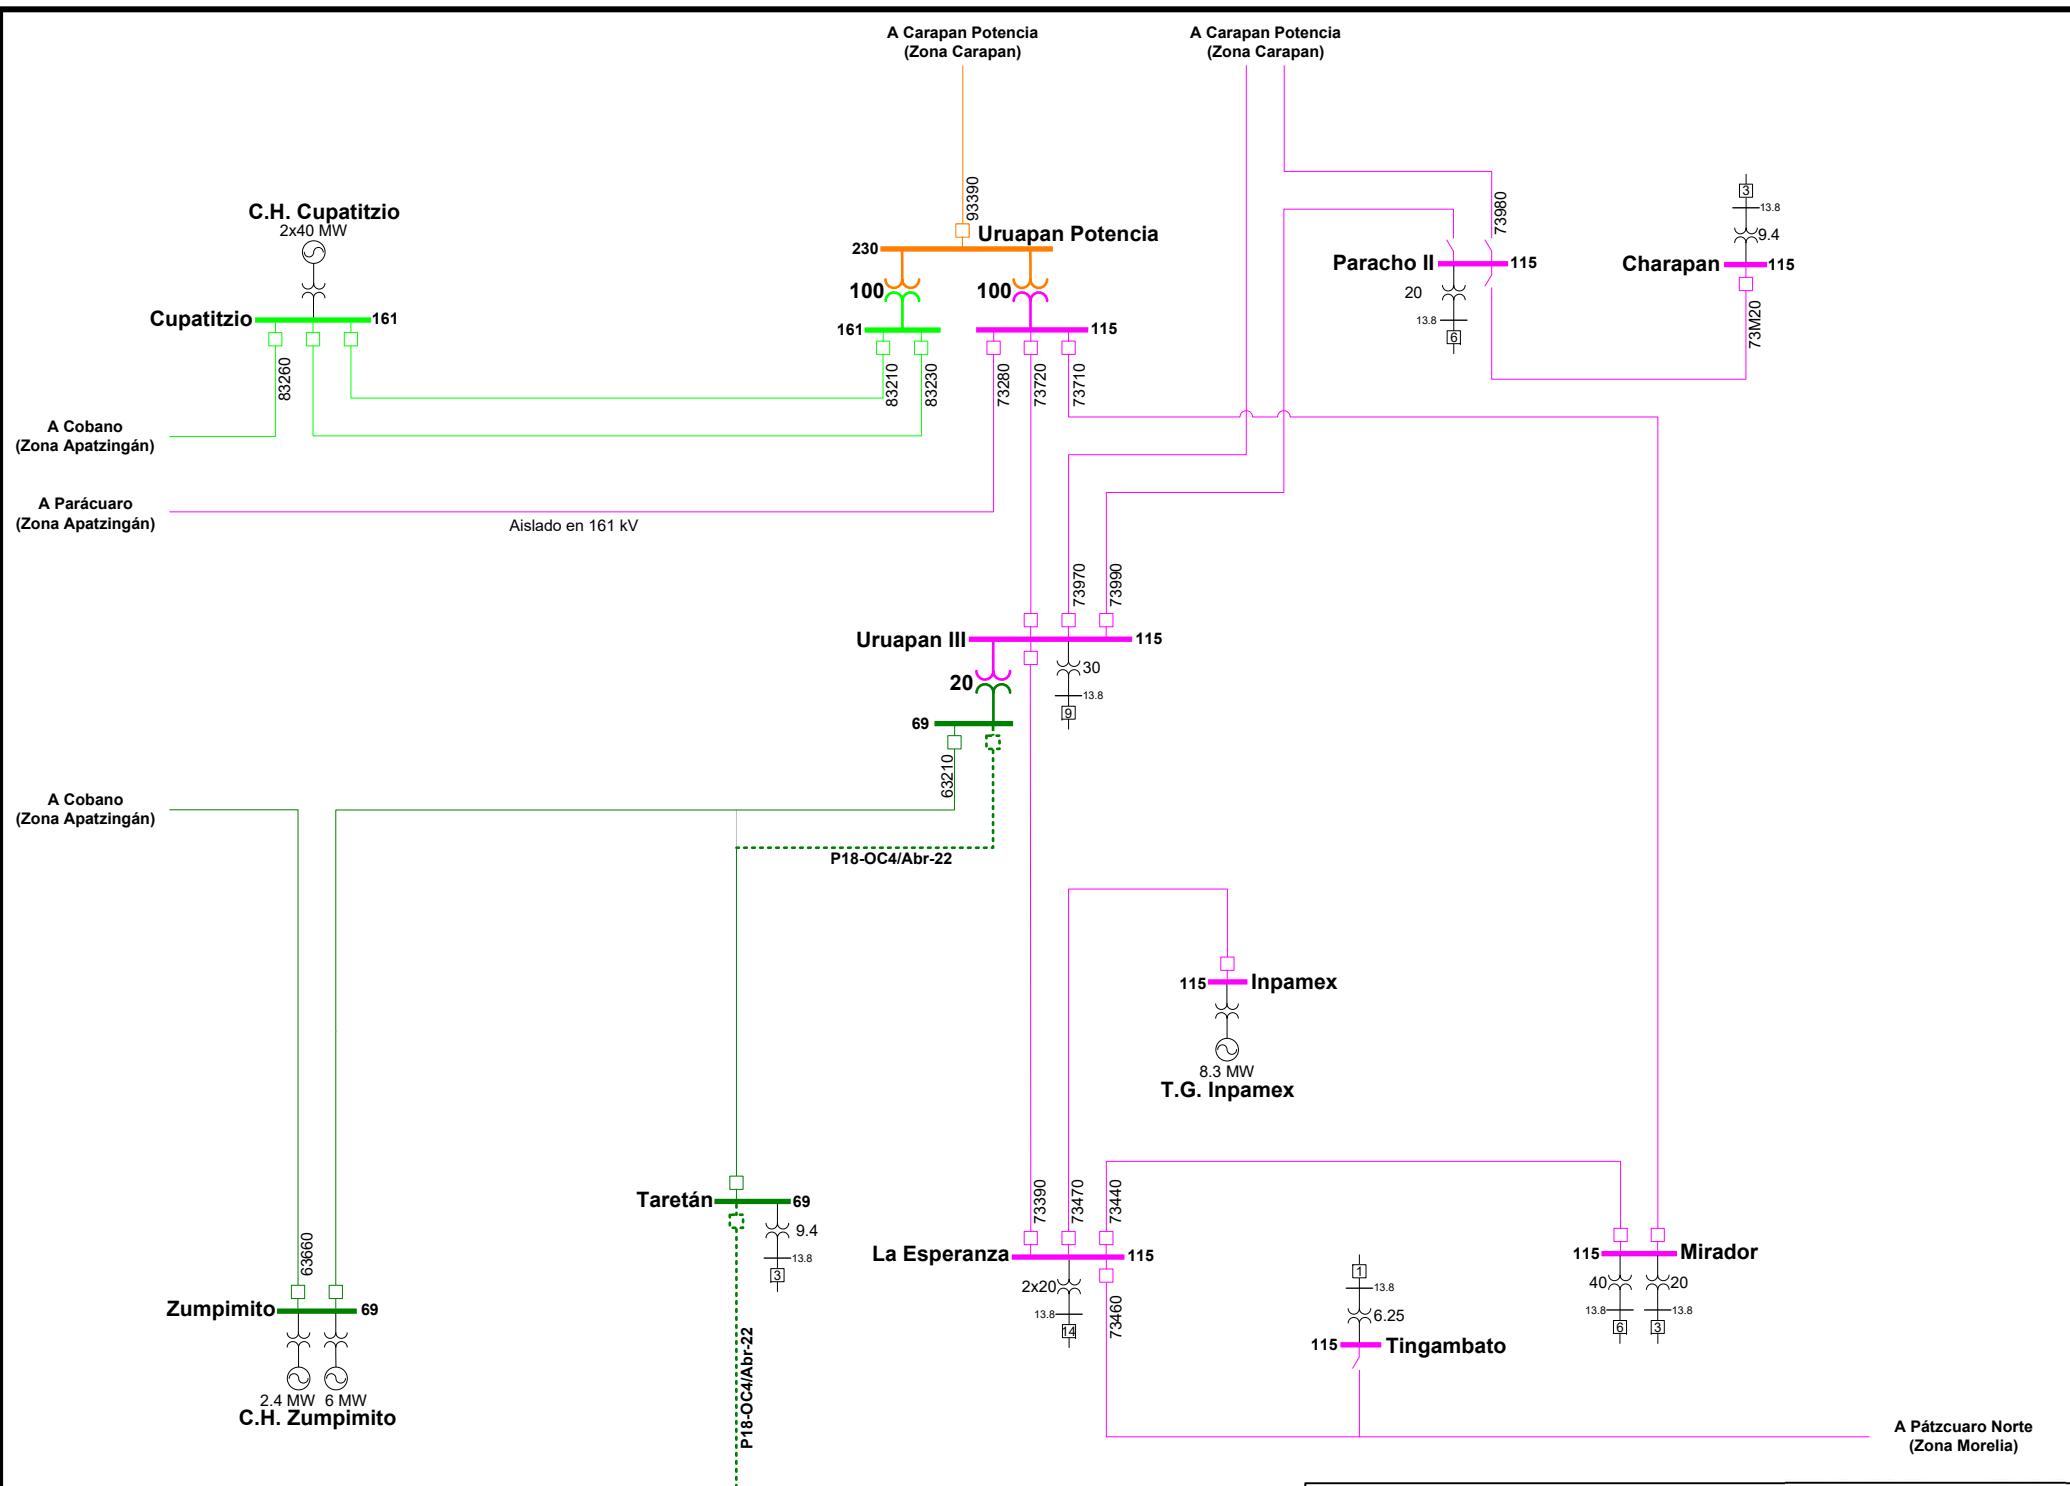 A Carapan Potencia
(Zona Carapan)
A Carapan Potencia
(Zona Carapan)
93390
73980
3
13.8
9.4
C.H. Cupatitzio
2x40 MW
Uruapan Potencia
230
Paracho II
115
Charapan
115
100
100
20
13.8
6
73M20
Cupatitzio
161
161
115
83260
83210
83230
73280
73720
73710
A Cobano
(Zona Apatzingán)
A Parácuaro
(Zona Apatzingán)
Aislado en 161 kV
73970
73990
Uruapan III
115
30
13.8
9
20
69
63210
A Cobano
(Zona Apatzingán)
P18-OC4/Abr-22
115
Inpamex
8.3 MW
T.G. Inpamex
73390
73470
73440
Taretán
69
9.4
13.8
3
La Esperanza
115
2x20
13.8
14
73460
115
Mirador
40
20
13.8
13.8
6
3
1
13.8
6.25
115
Tingambato
63660
Zumpimito
69
2.4 MW
6 MW
C.H. Zumpimito
P18-OC4/Abr-22
A Pátzcuaro Norte
(Zona Morelia)